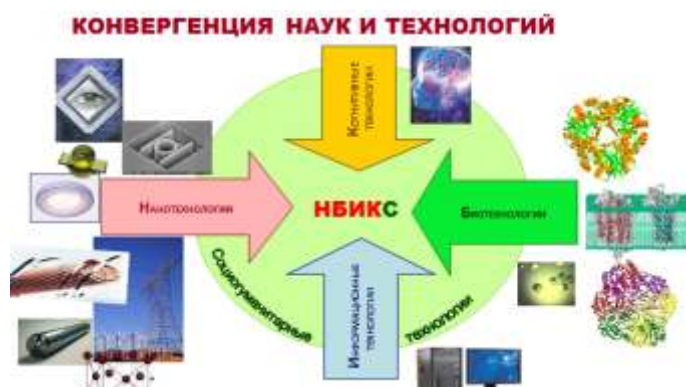 КОНВЕРГЕНЦИЯ НАУК И ТЕХНОЛОГИЙ
Когнитивные
технологии
Нанотехнологии
НБИКС
Биотехнологии
Информационные
технологии
Социогуманитарные
технологии